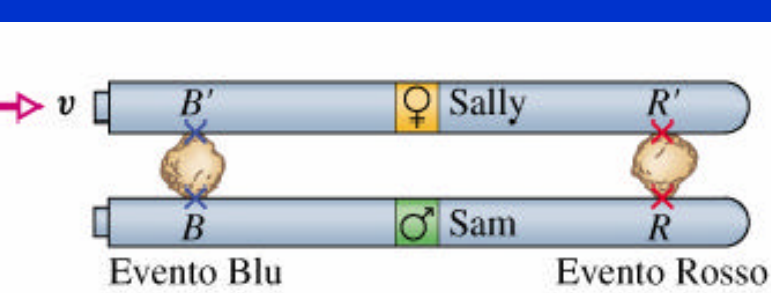 v B′ ♀ Sally R′
B ♂ Sam R
Evento Blu Evento Rosso